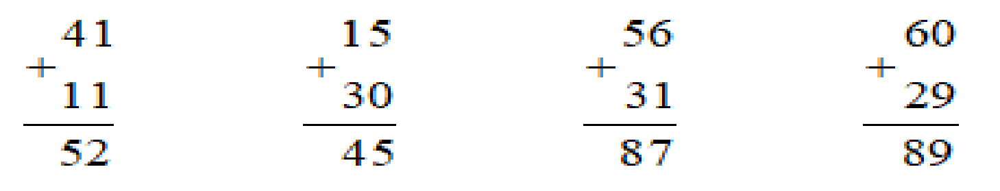 41 15 56 60
+ + + +
11 30 31 29
52 45 87 89